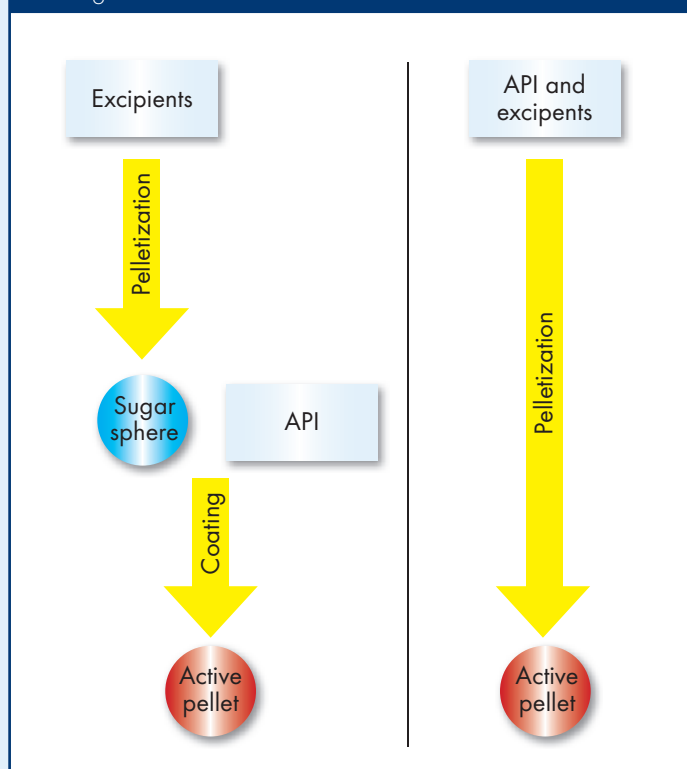 Excipients
Pelletization
Sugar
sphere
API
Coating
Active
pellet
API and
excipents
Pelletization
Active
pellet